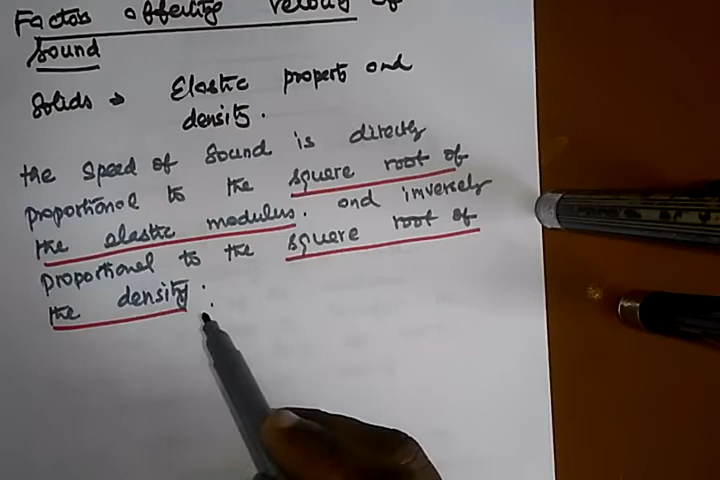 Factors affecting velocity of
Sound
Solids → Elastic property and
density.
the speed of sound is directly
proportional to the square root of
the elastic modulus. and inversely
proportional to the square root of
the density.